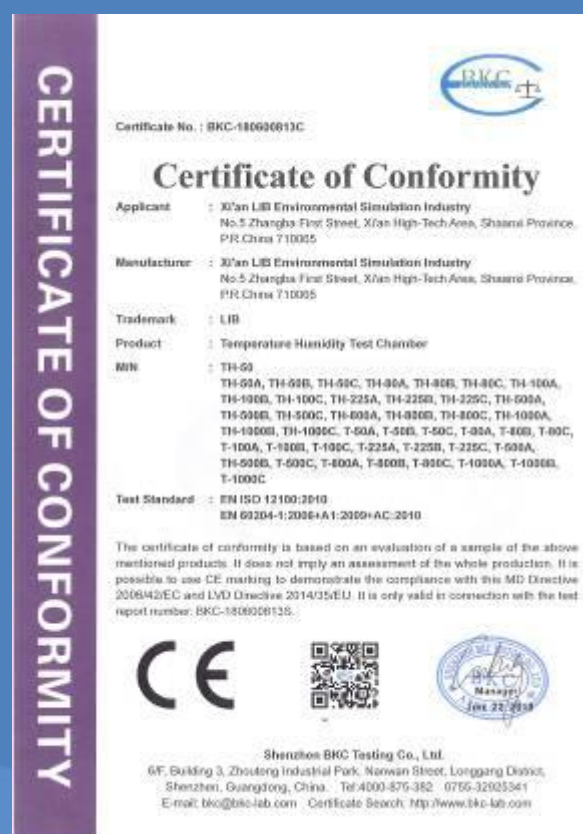 CERTIFICATE OF CONFORMITY
BKC
Certificate No. : BKC-180600813C
Certificate of Conformity
Applicant : Xi'an LIB Environmental Simulation Industry
No.5 Zhangba First Street, Xi'an High-Tech Area, Shaanxi Province,
P.R.China 710065
Manufacturer : Xi'an LIB Environmental Simulation Industry
No.5 Zhangba First Street, Xi'an High-Tech Area, Shaanxi Province,
P.R.China 710065
Trademark : LIB
Product : Temperature Humidity Test Chamber
M/N : TH-50
TH-50A, TH-50B, TH-50C, TH-80A, TH-80B, TH-80C, TH-100A,
TH-100B, TH-100C, TH-225A, TH-225B, TH-225C, TH-500A,
TH-500B, TH-500C, TH-800A, TH-800B, TH-800C, TH-1000A,
TH-1000B, TH-1000C, T-50A, T-50B, T-50C, T-80A, T-80B, T-80C,
T-100A, T-100B, T-100C, T-225A, T-225B, T-225C, T-500A,
TH-500B, T-500C, T-800A, T-800B, T-800C, T-1000A, T-1000B,
T-1000C
Test Standard : EN ISO 12100:2010
EN 60204-1:2006+A1:2009+AC:2010
The certificate of conformity is based on an evaluation of a sample of the above
mentioned products. It does not imply an assessment of the whole production. It is
possible to use CE marking to demonstrate the compliance with this MD Directive
2006/42/EC and LVD Directive 2014/35/EU. It is only valid in connection with the test
report number: BKC-180600813S.
CE
BKC
Manager
June 22, 2018
Shenzhen BKC Testing Co., Ltd.
6/F, Building 3, Zhouteng Industrial Park, Nanwan Street, Longgang District,
Shenzhen, Guangdong, China. Tel:4000-875-382 0755-32925341
E-mail: bkc@bkc-lab.com Certificate Search: http://www.bkc-lab.com